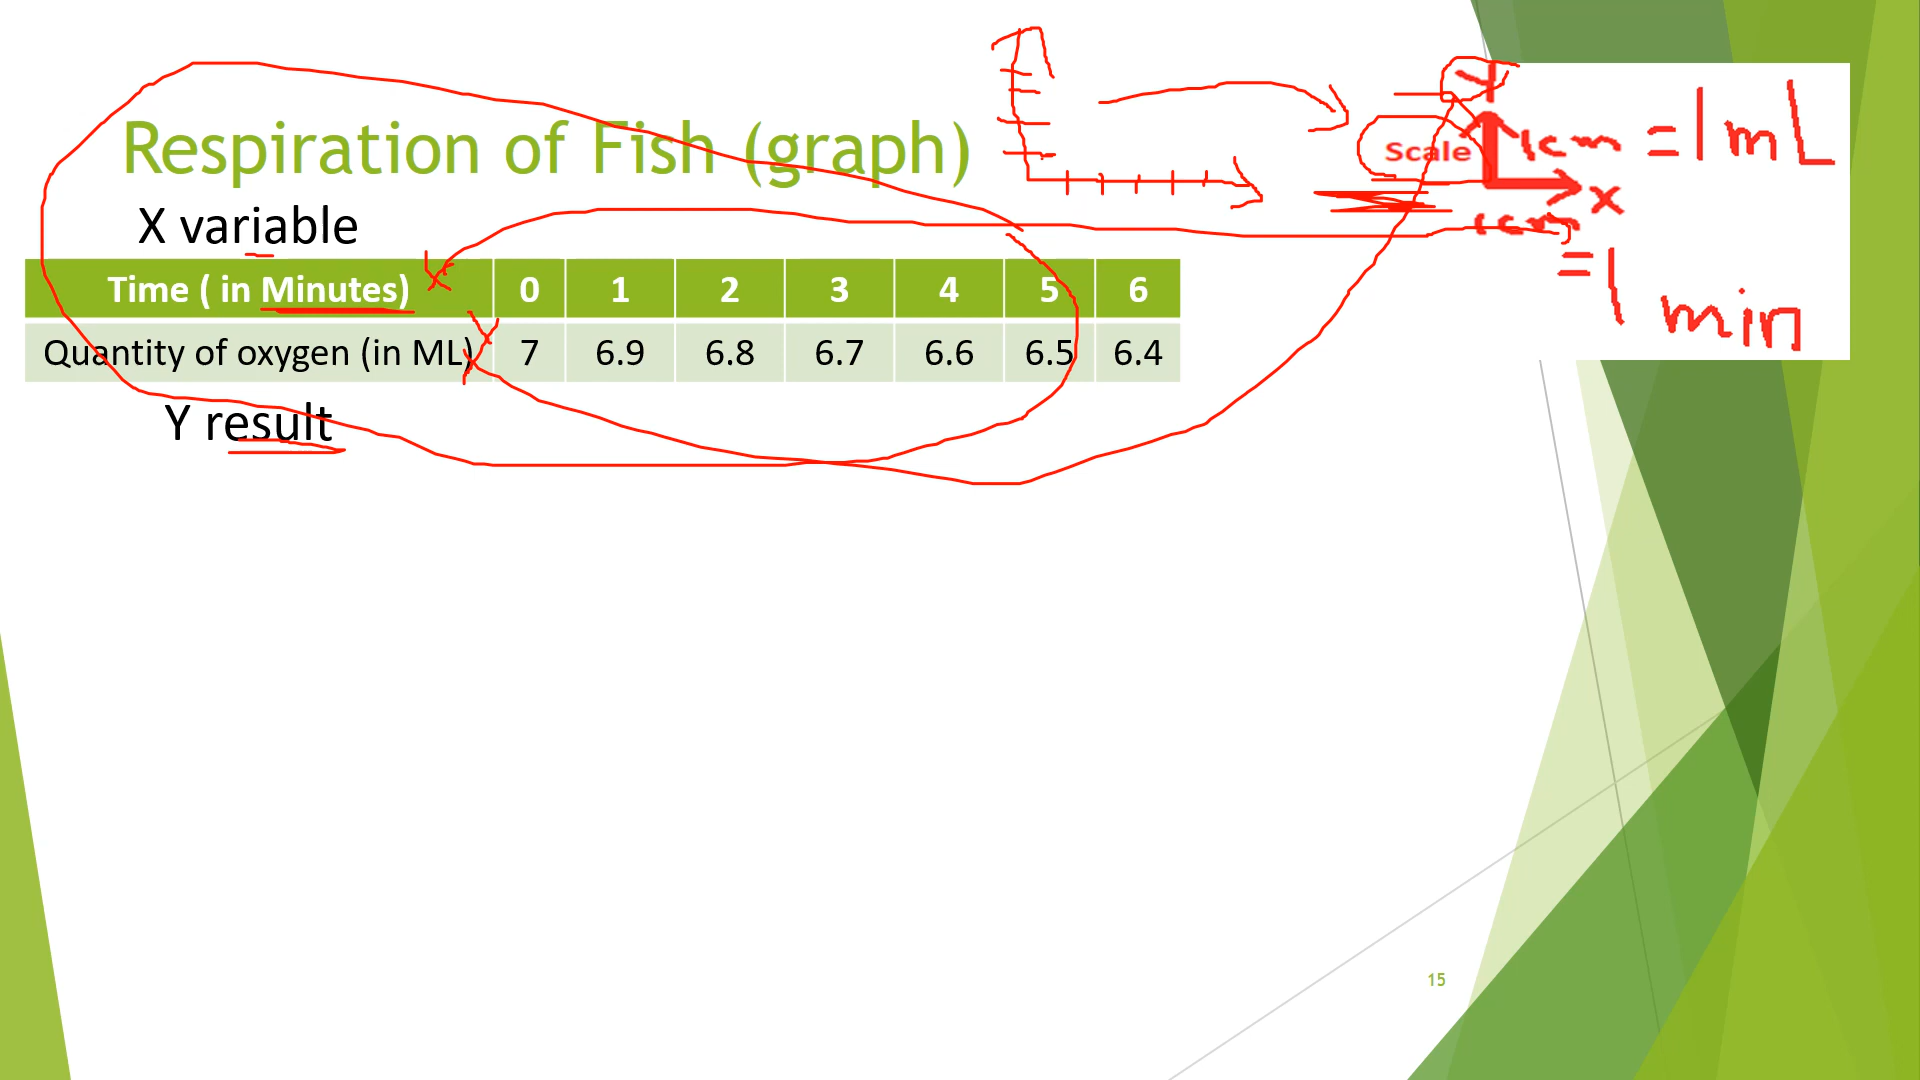 Respiration of Fish (graph)
X variable
Time ( in Minutes) 0 1 2 3 4 5 6
Quantity of oxygen (in ML) 7 6.9 6.8 6.7 6.6 6.5 6.4
Y result
Y
Scale 1cm = 1 mL
x
1cm
= 1 min
15